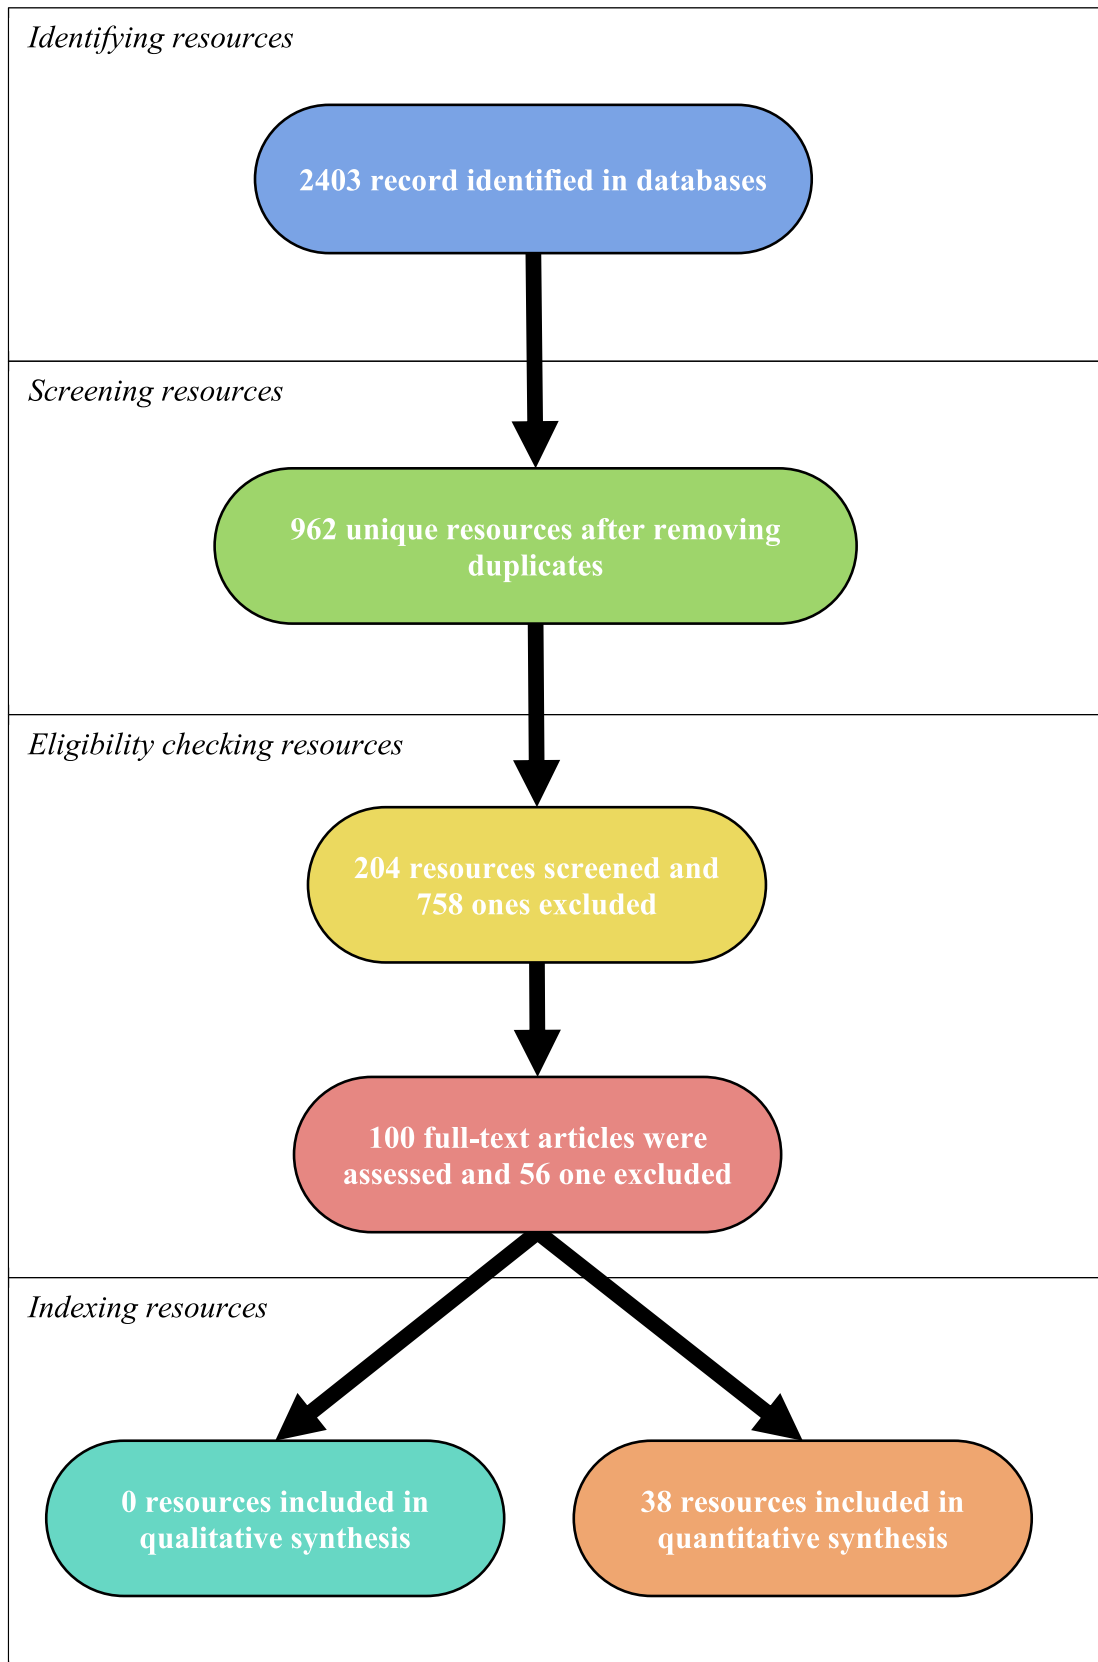 Identifying resources
2403 record identified in databases
Screening resources
962 unique resources after removing
duplicates
Eligibility checking resources
204 resources screened and
758 ones excluded
100 full-text articles were
assessed and 56 one excluded
Indexing resources
0 resources included in
qualitative synthesis
38 resources included in
quantitative synthesis